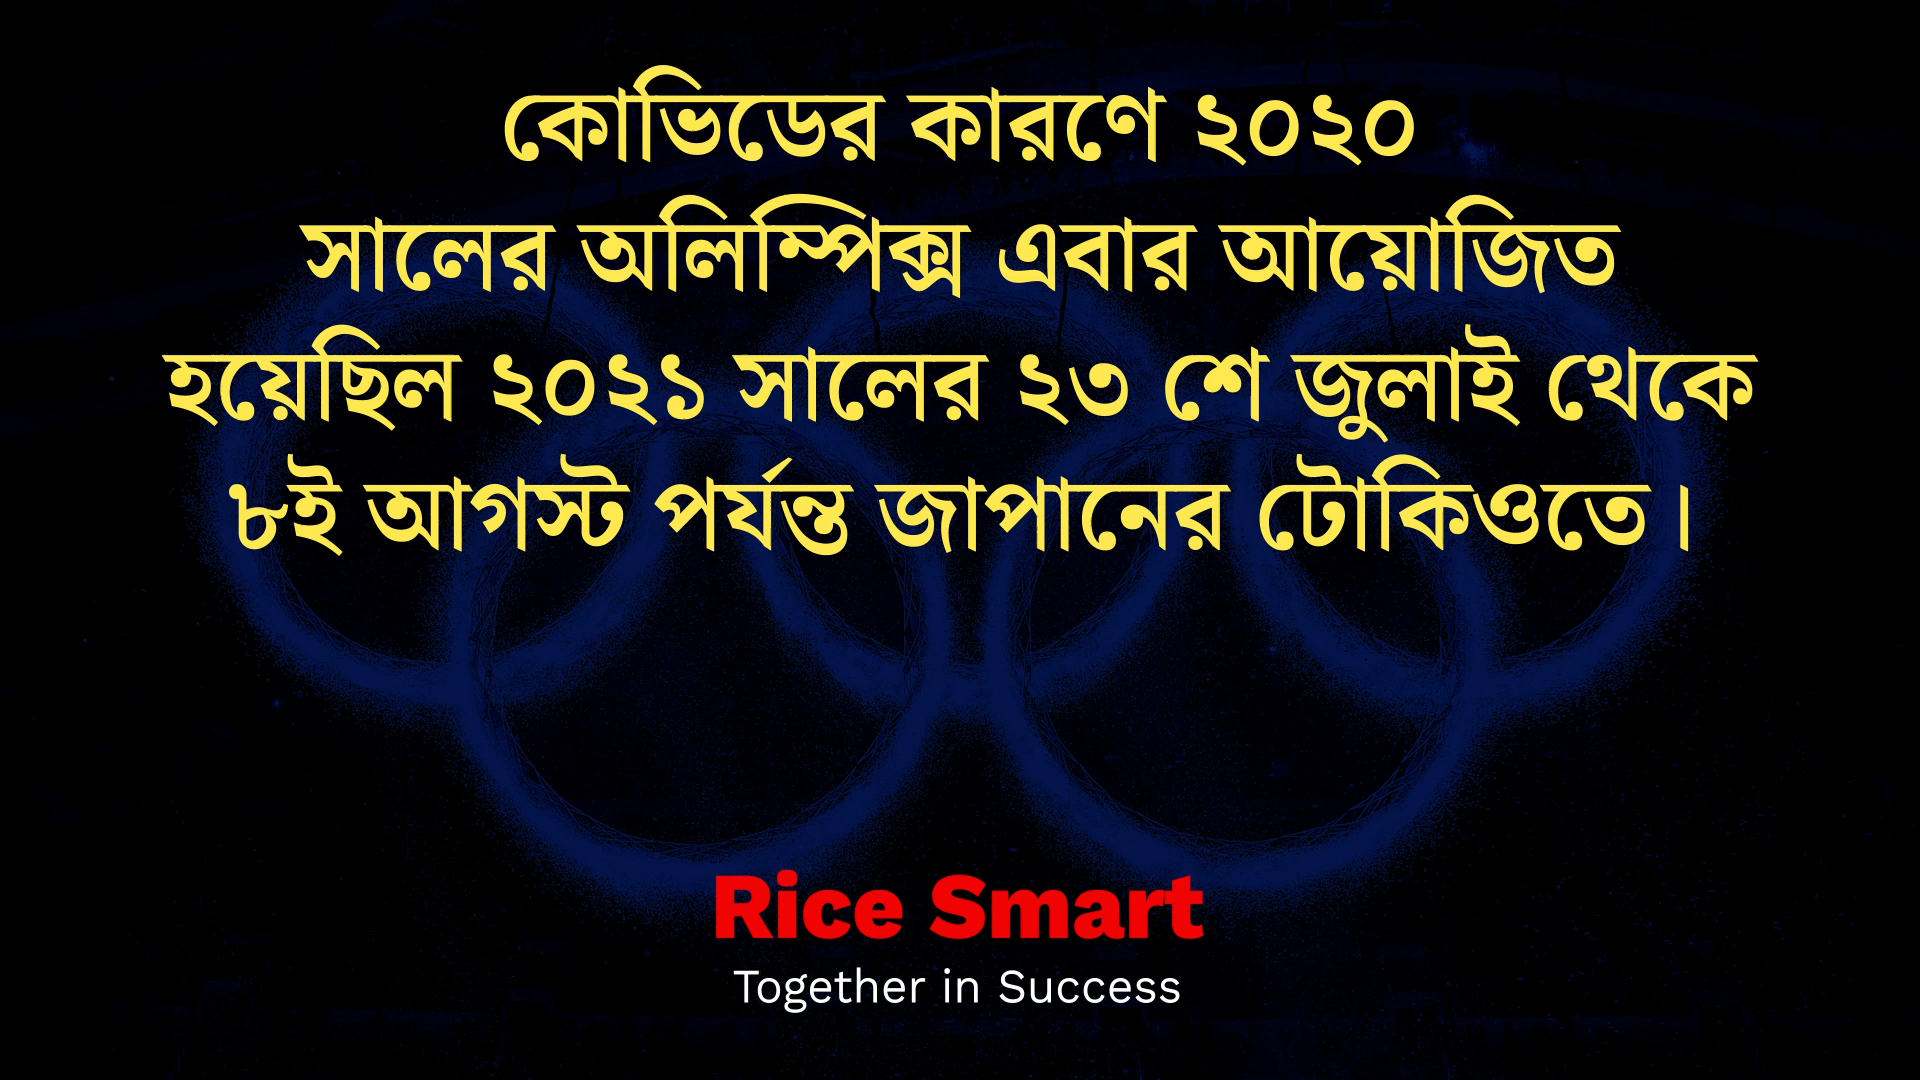 কোভিডের কারণে ২০২০
সালের অলিম্পিক্স এবার আয়োজিত
হয়েছিল ২০২১ সালের ২৩ শে জুলাই থেকে
৮ই আগস্ট পর্যন্ত জাপানের টোকিওতে।
Rice Smart
Together in Success